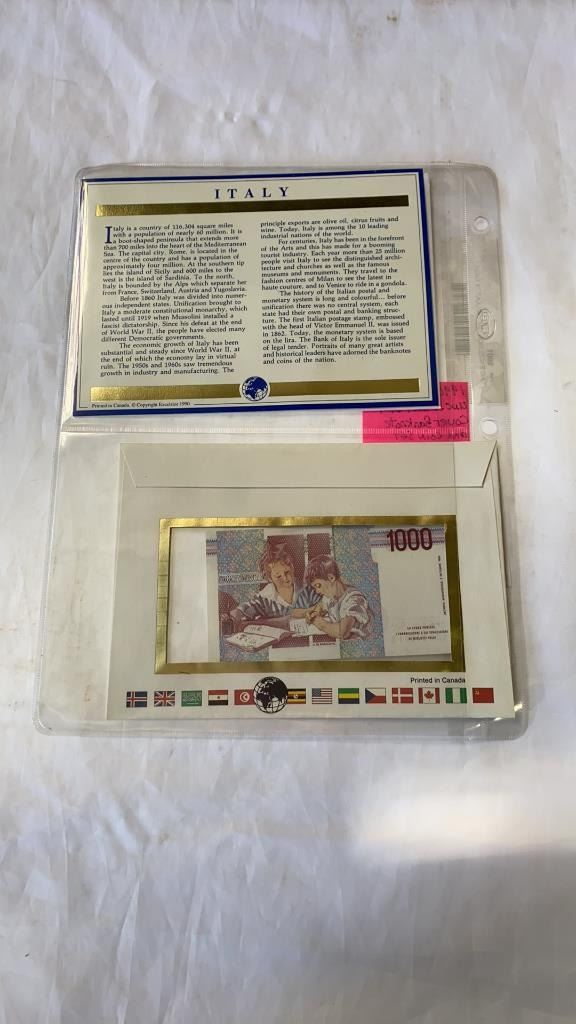 ITALY
Italy is a country of 116,304 square miles
with a population of nearly 60 million. It is
a boot-shaped peninsula that extends more
than 700 miles into the heart of the Mediterranean
Sea. The capital city, Rome, is located in the
centre of the country and has a population of
approximately four million. At the southern tip
lies the island of Sicily and 600 miles to the
west is the island of Sardinia. To the north,
Italy is bounded by the Alps which separate her
from France, Switzerland, Austria and Yugoslavia.
Before 1860 Italy was divided into numer-
ous independent states. Unification brought to
Italy a moderate constitutional monarchy, which
lasted until 1919 when Mussolini installed a
fascist dictatorship. Since his defeat at the end
of World War II, the people have elected many
different Democratic governments.
The economic growth of Italy has been
substantial and steady since World War II, at
the end of which the economy lay in virtual
ruin. The 1950s and 1960s saw tremendous
growth in industry and manufacturing. The
principle exports are olive oil, citrus fruits and
wine. Today, Italy is among the 10 leading
industrial nations of the world.
For centuries, Italy has been in the forefront
of the Arts and this has made for a booming
tourist industry. Each year more than 25 million
people visit Italy to see the distinguished archi-
tecture and churches as well as the famous
museums and monuments. They travel to the
fashion centres of Milan to see the latest in
haute couture, and to Venice to ride in a gondola.
The history of the Italian postal and
monetary system is long and colourful... before
unification there was no central system, each
state had their own postal and banking struc-
ture. The first Italian postage stamp, embossed
with the head of Victor Emmanuel II, was issued
in 1862. Today, the monetary system is based
on the lira. The Bank of Italy is the sole issuer
of legal tender. Portraits of many great artists
and historical leaders have adorned the banknotes
and coins of the nation.
Printed in Canada. © Copyright Excelsior 1990.
Cover Banknote
and Coin Set
1000
Printed in Canada